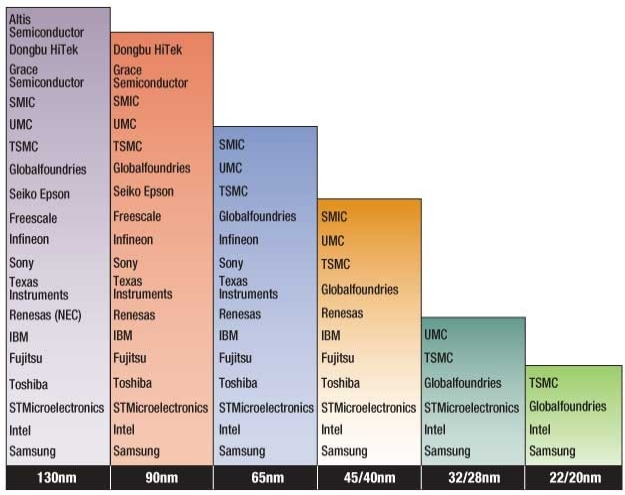 Altis
Semiconductor
Dongbu HiTek
Grace
Semiconductor
SMIC
UMC
TSMC
Globalfoundries
Seiko Epson
Freescale
Infineon
Sony
Texas
Instruments
Renesas (NEC)
IBM
Fujitsu
Toshiba
STMicroelectronics
Intel
Samsung
130nm
Dongbu HiTek
Grace
Semiconductor
SMIC
UMC
TSMC
Globalfoundries
Seiko Epson
Freescale
Infineon
Sony
Texas
Instruments
Renesas
IBM
Fujitsu
Toshiba
STMicroelectronics
Intel
Samsung
90nm
SMIC
UMC
TSMC
Globalfoundries
Infineon
Sony
Texas
Instruments
Renesas
IBM
Fujitsu
Toshiba
STMicroelectronics
Intel
Samsung
65nm
SMIC
UMC
TSMC
Globalfoundries
Renesas
IBM
Fujitsu
Toshiba
STMicroelectronics
Intel
Samsung
45/40nm
UMC
TSMC
Globalfoundries
STMicroelectronics
Intel
Samsung
32/28nm
TSMC
Globalfoundries
Intel
Samsung
22/20nm